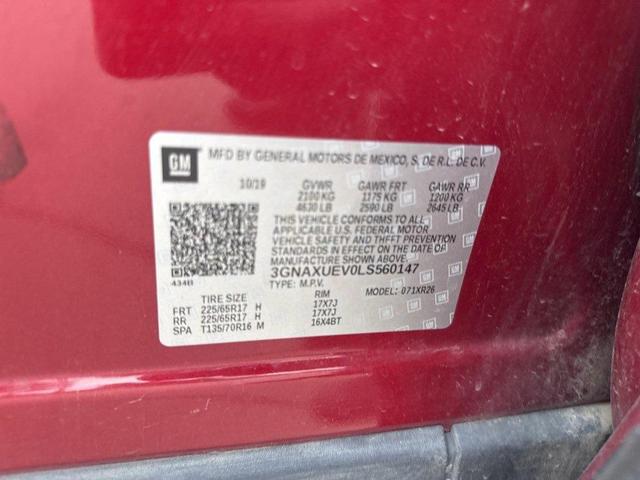 GM
MFD BY GENERAL MOTORS DE MEXICO, S. DE R.L. DE C.V.
10/19 GVWR GAWR FRT GAWR RR
2100 KG 1175 KG 1200 KG
4630 LB 2590 LB 2645 LB
THIS VEHICLE CONFORMS TO ALL
APPLICABLE U.S. FEDERAL MOTOR
VEHICLE SAFETY AND THEFT PREVENTION
STANDARDS IN EFFECT ON THE DATE OF
MANUFACTURE SHOWN ABOVE.
434B 3GNAXUEV0LS560147
TYPE: M.P.V. MODEL: 071XR26
TIRE SIZE RIM
FRT 225/65R17 H 17X7J
RR 225/65R17 H 17X7J
SPA T135/70R16 M 16X4BT